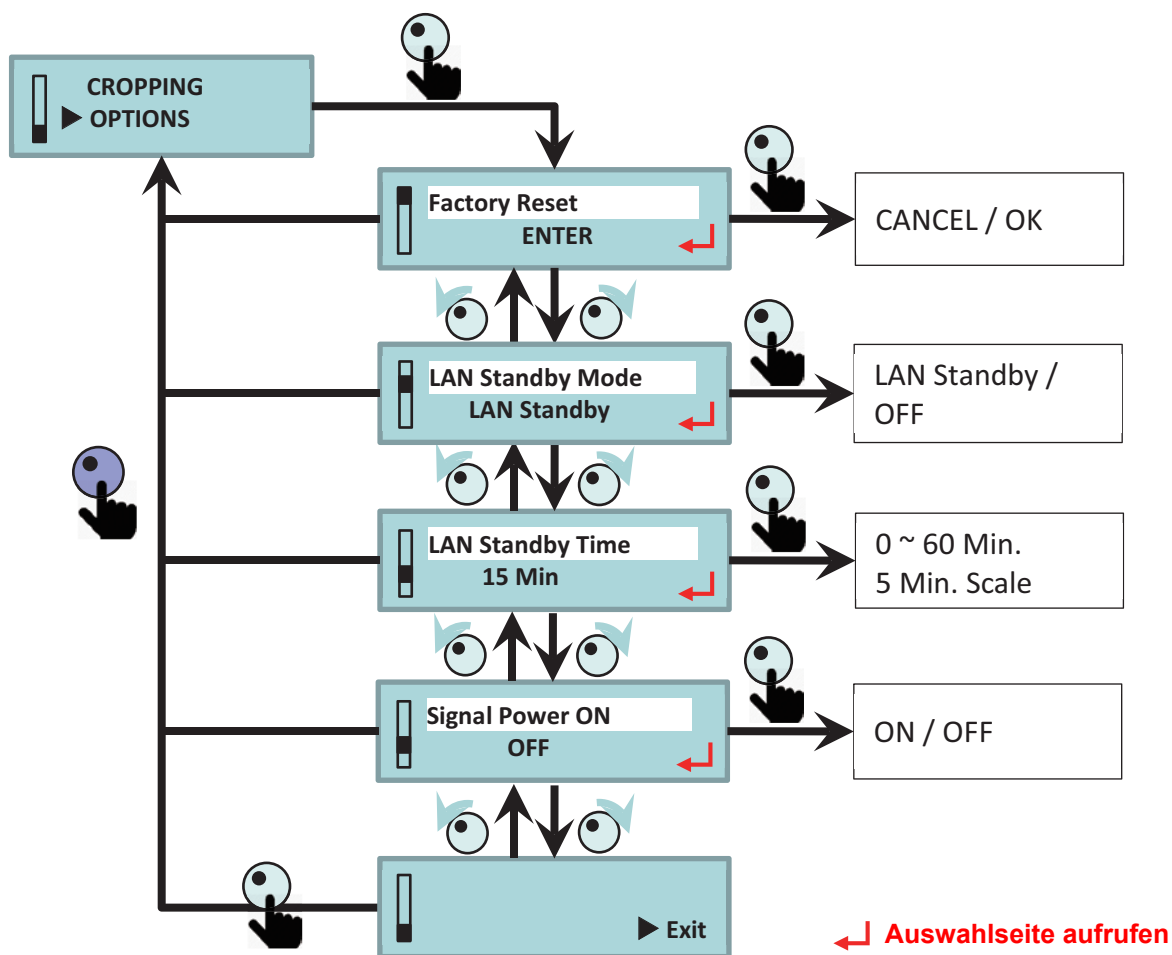 CROPPING
▶ OPTIONS
Factory Reset
ENTER
CANCEL / OK
LAN Standby Mode
LAN Standby
LAN Standby /
OFF
LAN Standby Time
15 Min
0 ~ 60 Min.
5 Min. Scale
Signal Power ON
OFF
ON / OFF
▶ Exit
Auswahlseite aufrufen